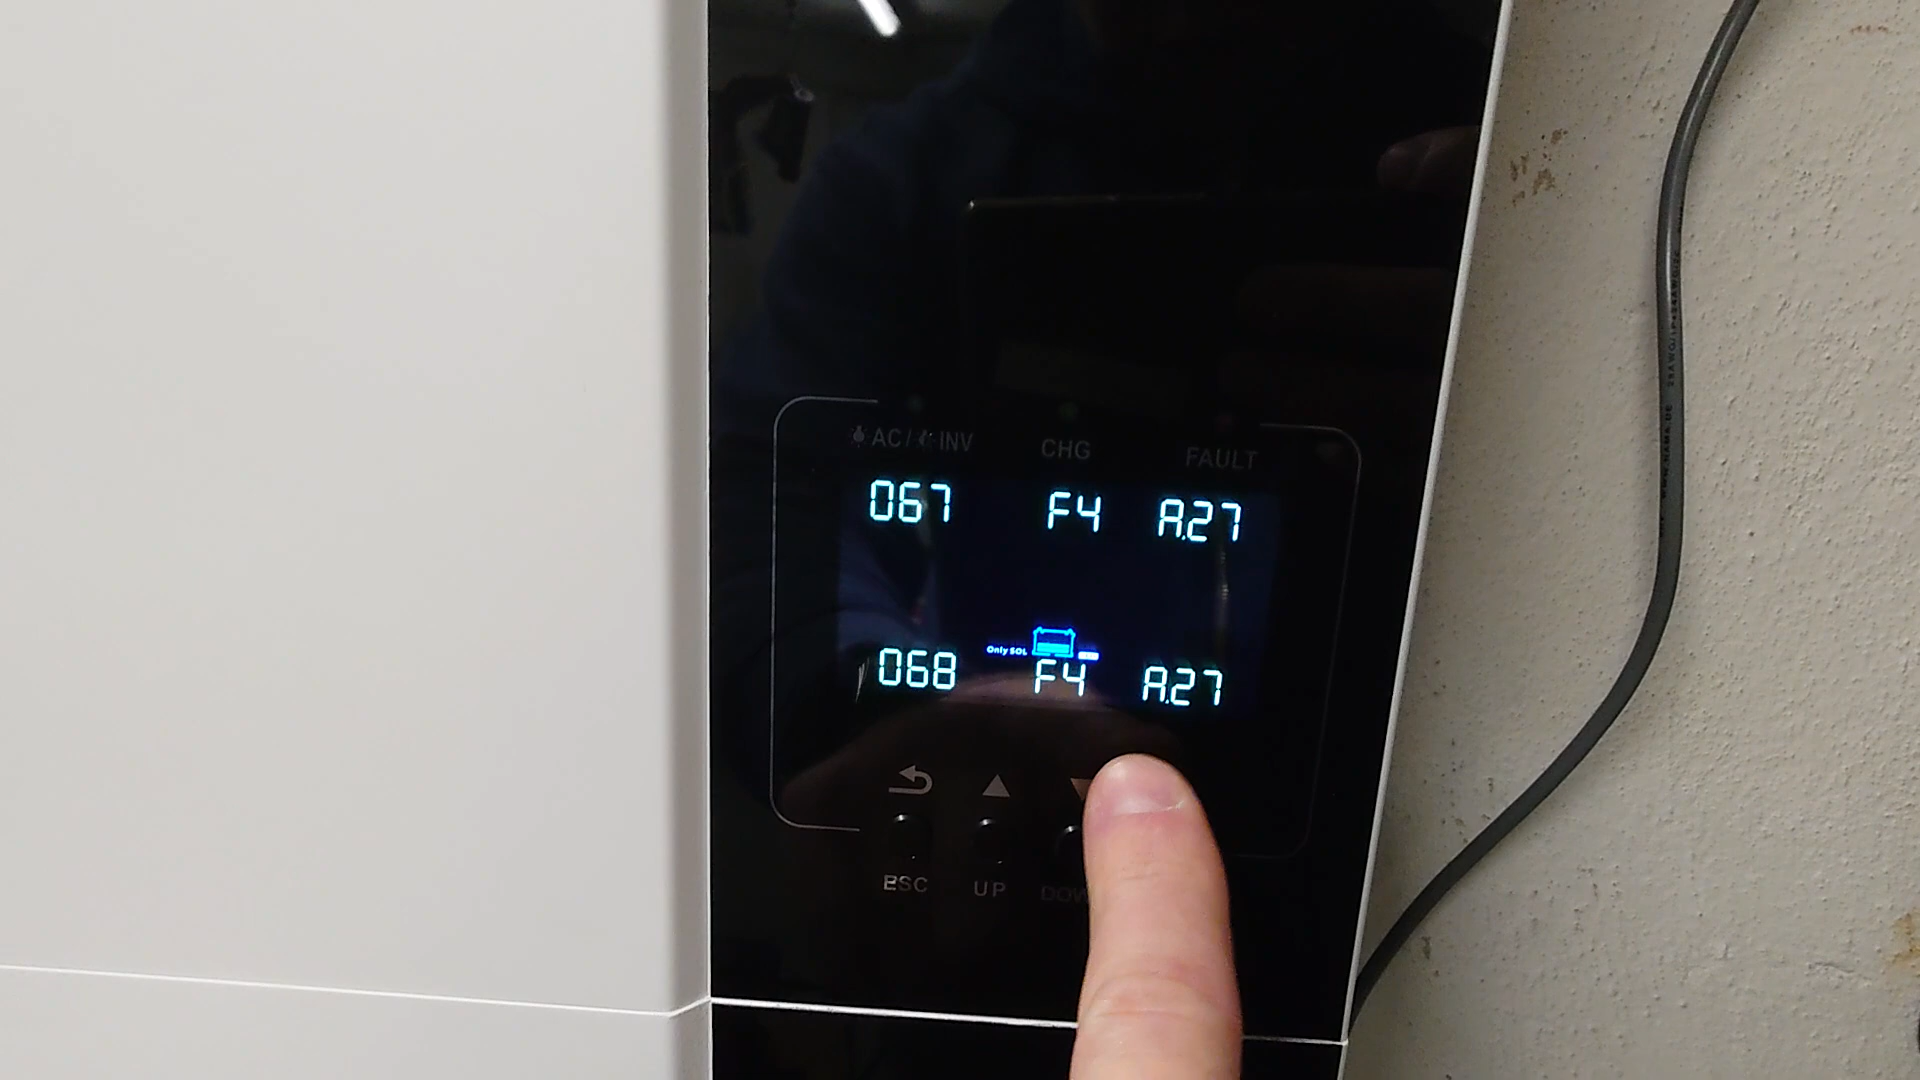 AC/ INV CHG FAULT
067 F4 A.27
Only SOL
068 F4 A.27
ESC UP